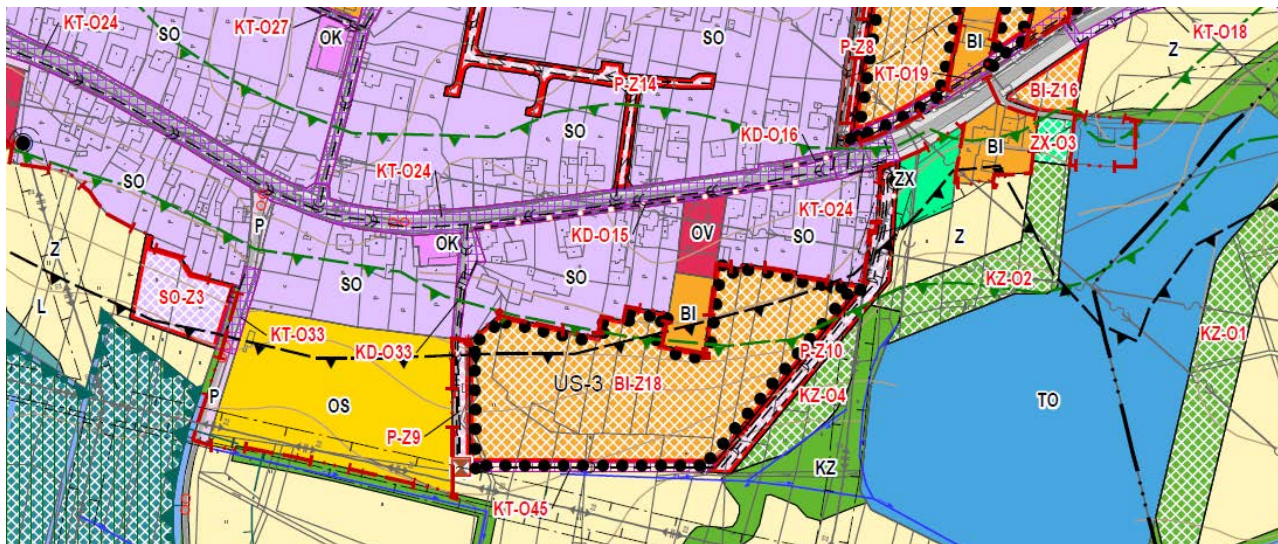 KT-O24
SO
KT-O27
OK
SO
P-Z8
BI
KT-O18
Z
KT-O19
P-Z14
BI-Z16
SO
KD-O16
ZX-O3
BI
KT-O24
ZX
SO
P
KT-O24
OV
SO
Z
OK
KD-O15
SO
Z
KZ-O2
SO
SO-Z3
L
BI
KT-O33
KD-O33
P-Z10
KZ-O1
US-3
BI-Z18
P
OS
KZ-O4
TO
P-Z9
KZ
KT-O45